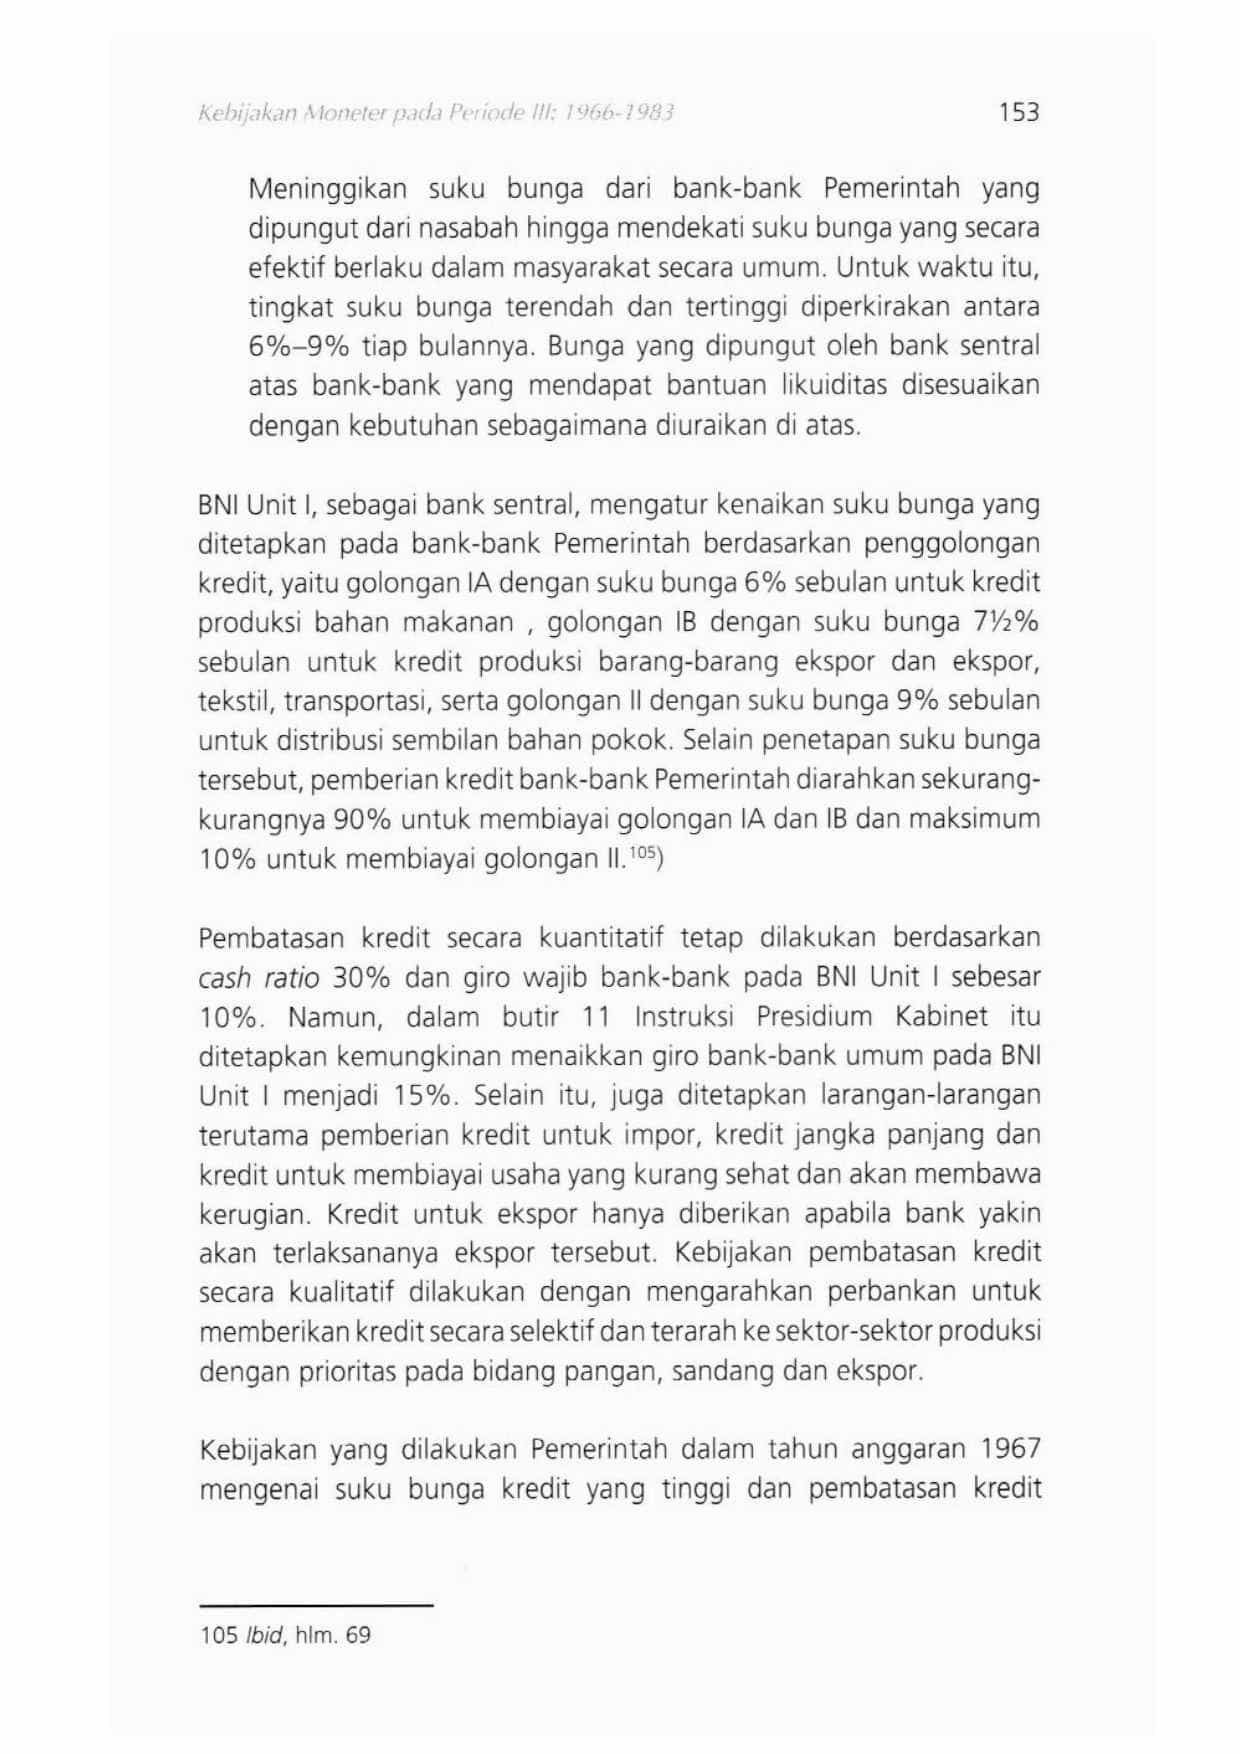 Kebijakan Moneter pada Periode III: 1966-1983 153
Meninggikan suku bunga dari bank-bank Pemerintah yang
dipungut dari nasabah hingga mendekati suku bunga yang secara
efektif berlaku dalam masyarakat secara umum. Untuk waktu itu,
tingkat suku bunga terendah dan tertinggi diperkirakan antara
6%–9% tiap bulannya. Bunga yang dipungut oleh bank sentral
atas bank-bank yang mendapat bantuan likuiditas disesuaikan
dengan kebutuhan sebagaimana diuraikan di atas.
BNI Unit I, sebagai bank sentral, mengatur kenaikan suku bunga yang
ditetapkan pada bank-bank Pemerintah berdasarkan penggolongan
kredit, yaitu golongan IA dengan suku bunga 6% sebulan untuk kredit
produksi bahan makanan , golongan IB dengan suku bunga 7½%
sebulan untuk kredit produksi barang-barang ekspor dan ekspor,
tekstil, transportasi, serta golongan II dengan suku bunga 9% sebulan
untuk distribusi sembilan bahan pokok. Selain penetapan suku bunga
tersebut, pemberian kredit bank-bank Pemerintah diarahkan sekurang-
kurangnya 90% untuk membiayai golongan IA dan IB dan maksimum
10% untuk membiayai golongan II.¹⁰⁵)
Pembatasan kredit secara kuantitatif tetap dilakukan berdasarkan
cash ratio 30% dan giro wajib bank-bank pada BNI Unit I sebesar
10%. Namun, dalam butir 11 Instruksi Presidium Kabinet itu
ditetapkan kemungkinan menaikkan giro bank-bank umum pada BNI
Unit I menjadi 15%. Selain itu, juga ditetapkan larangan-larangan
terutama pemberian kredit untuk impor, kredit jangka panjang dan
kredit untuk membiayai usaha yang kurang sehat dan akan membawa
kerugian. Kredit untuk ekspor hanya diberikan apabila bank yakin
akan terlaksananya ekspor tersebut. Kebijakan pembatasan kredit
secara kualitatif dilakukan dengan mengarahkan perbankan untuk
memberikan kredit secara selektif dan terarah ke sektor-sektor produksi
dengan prioritas pada bidang pangan, sandang dan ekspor.
Kebijakan yang dilakukan Pemerintah dalam tahun anggaran 1967
mengenai suku bunga kredit yang tinggi dan pembatasan kredit
105 Ibid, hlm. 69